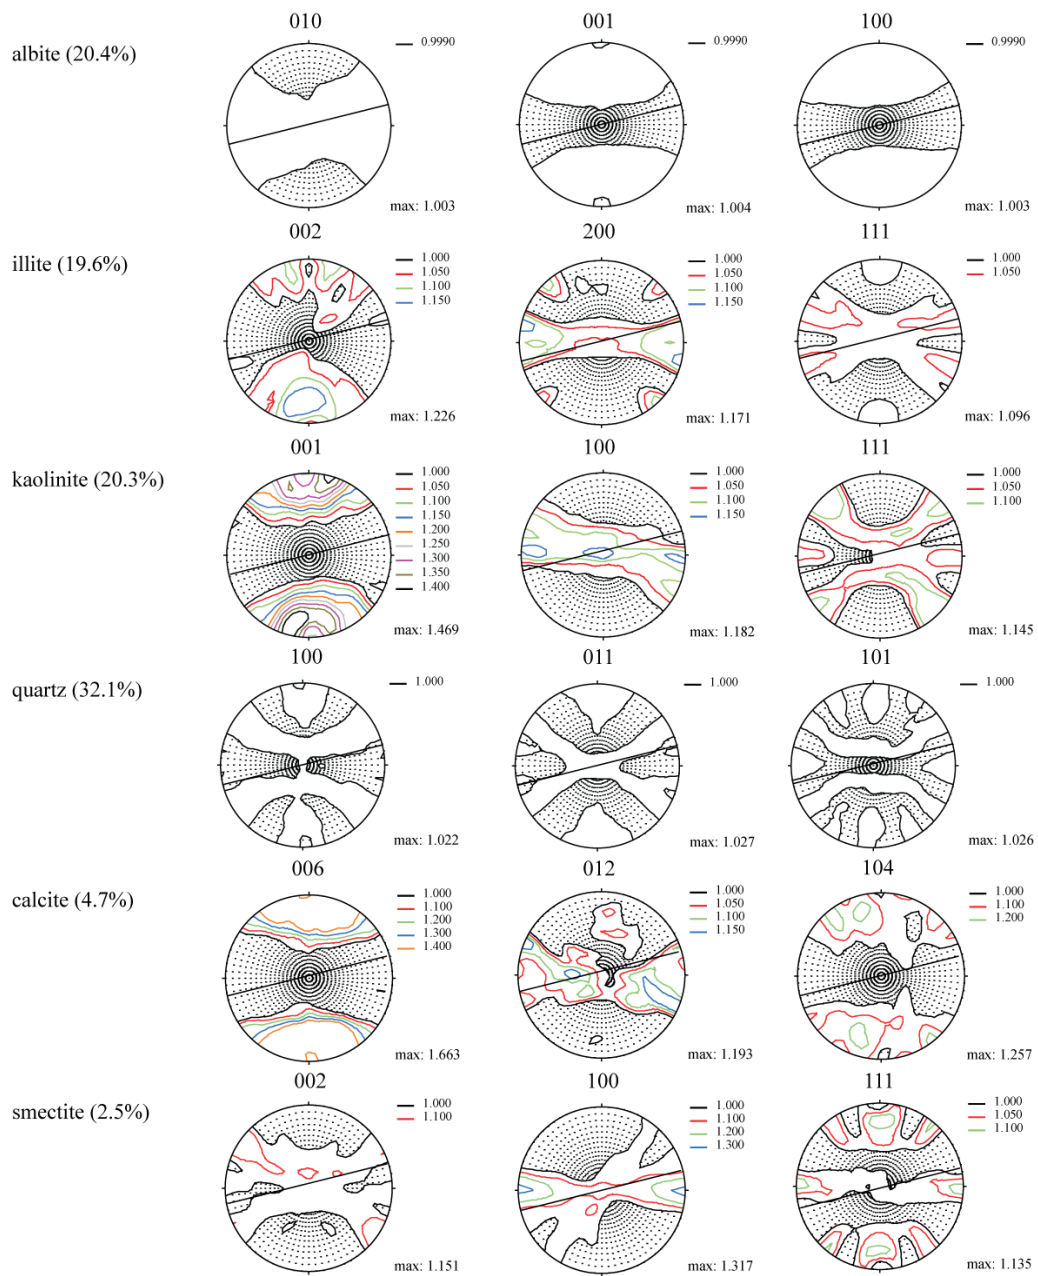 010 001 100
albite (20.4%)
0.9990 0.9990 0.9990
max: 1.003 max: 1.004 max: 1.003
002 200 111
illite (19.6%)
1.000 1.000 1.000
1.050 1.050 1.050
1.100 1.100
1.150 1.150
max: 1.226 max: 1.171 max: 1.096
001 100 111
kaolinite (20.3%)
1.000 1.000 1.000
1.050 1.050 1.050
1.100 1.100 1.100
1.150 1.150
1.200
1.250
1.300
1.350
1.400
max: 1.469 max: 1.182 max: 1.145
100 011 101
quartz (32.1%)
1.000 1.000 1.000
max: 1.022 max: 1.027 max: 1.026
006 012 104
calcite (4.7%)
1.000 1.000 1.000
1.100 1.050 1.100
1.200 1.100 1.200
1.300 1.150
1.400
max: 1.663 max: 1.193 max: 1.257
002 100 111
smectite (2.5%)
1.000 1.000 1.000
1.100 1.100 1.050
1.200 1.100
1.300
max: 1.151 max: 1.317 max: 1.135